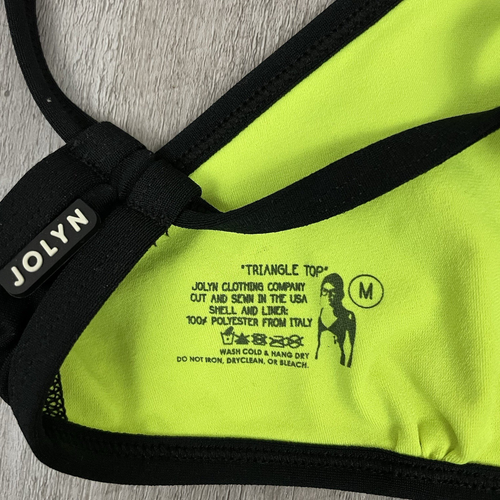 JOLYN
"TRIANGLE TOP"
JOLYN CLOTHING COMPANY
CUT AND SEWN IN THE USA
SHELL AND LINER:
100% POLYESTER FROM ITALY
M
WASH COLD & HANG DRY
DO NOT IRON, DRYCLEAN, OR BLEACH.